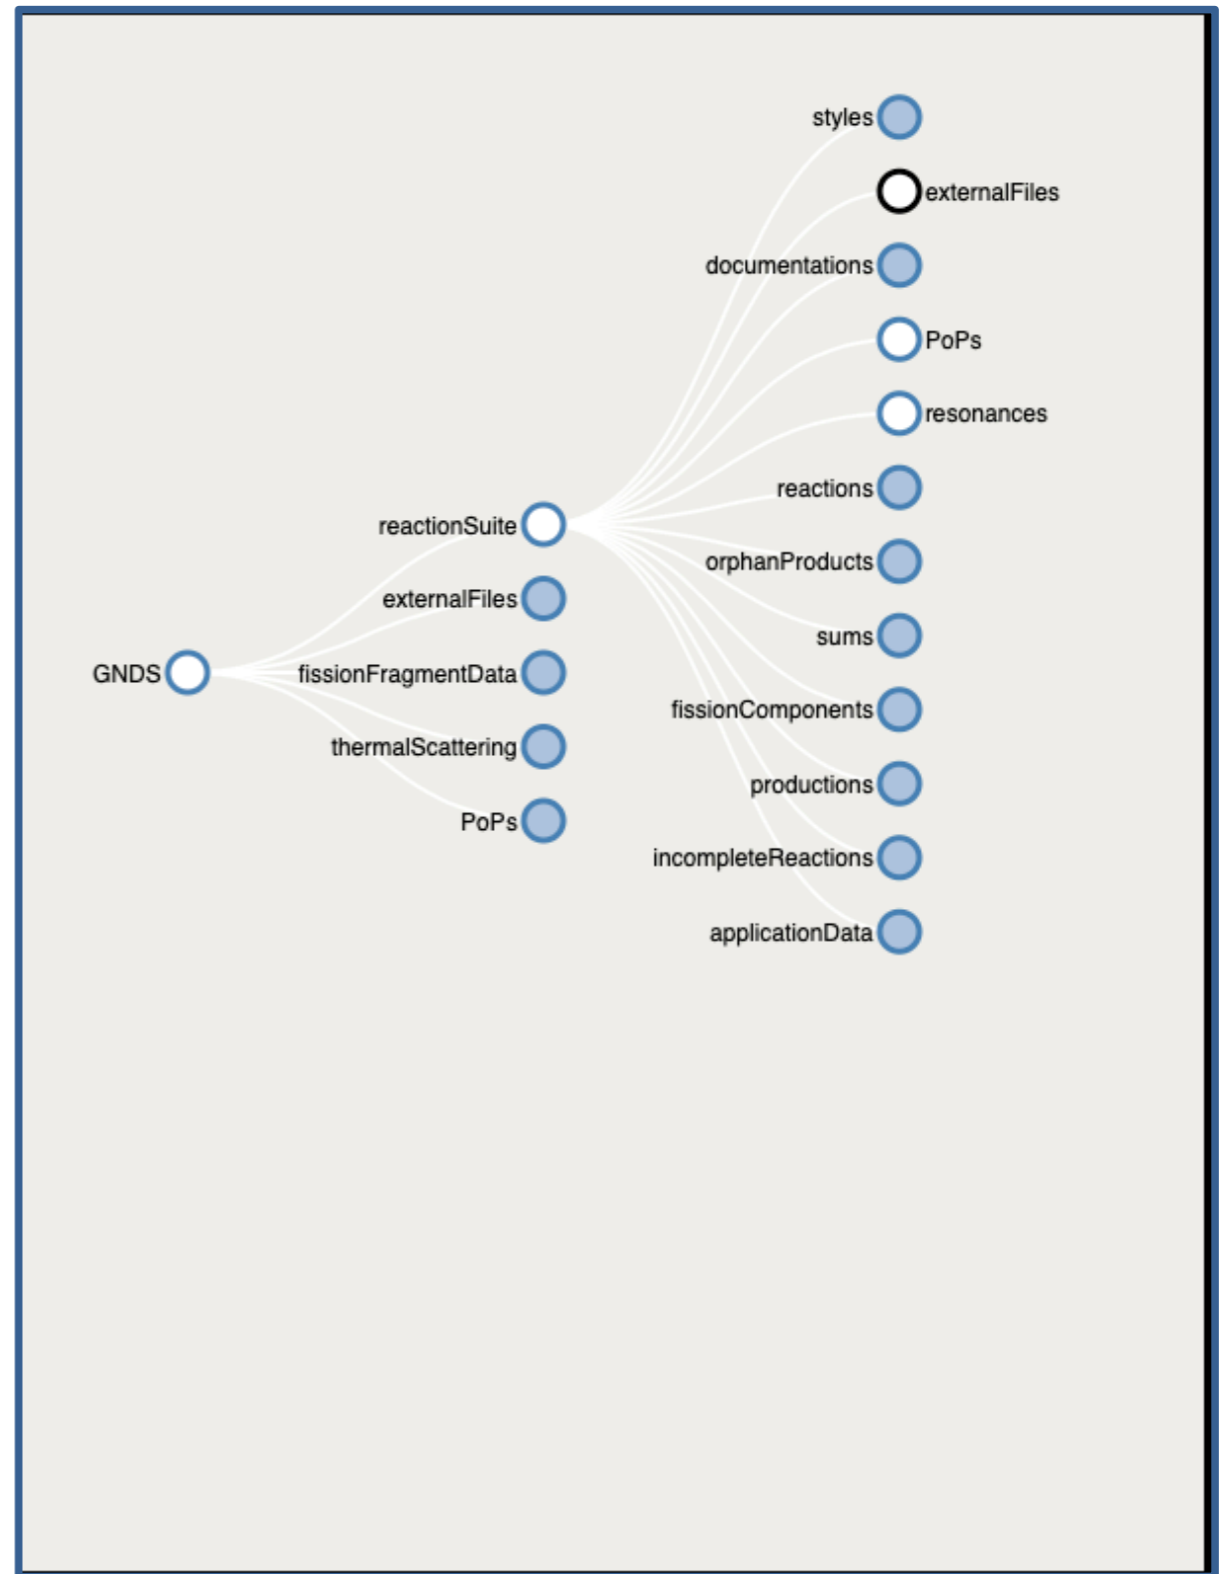 styles
externalFiles
documentations
PoPs
resonances
reactions
reactionSuite
orphanProducts
externalFiles
sums
GNDS
fissionFragmentData
fissionComponents
thermalScattering
productions
PoPs
incompleteReactions
applicationData